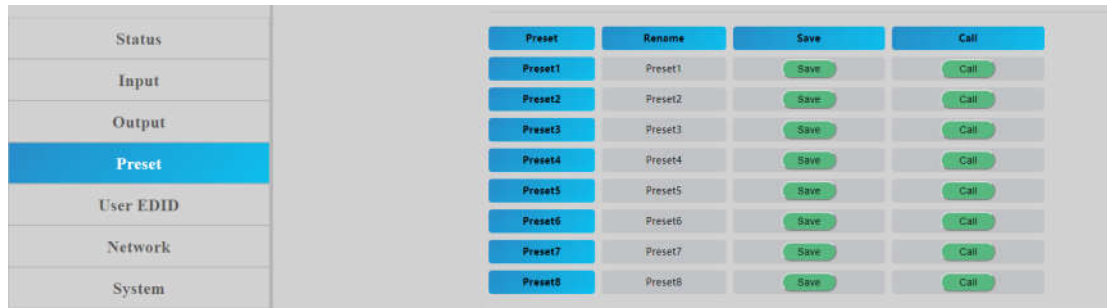 Status
Input
Output
Preset
User EDID
Network
System
Preset Rename Save Call
Preset1 Preset1 Save Call
Preset2 Preset2 Save Call
Preset3 Preset3 Save Call
Preset4 Preset4 Save Call
Preset5 Preset5 Save Call
Preset6 Preset6 Save Call
Preset7 Preset7 Save Call
Preset8 Preset8 Save Call